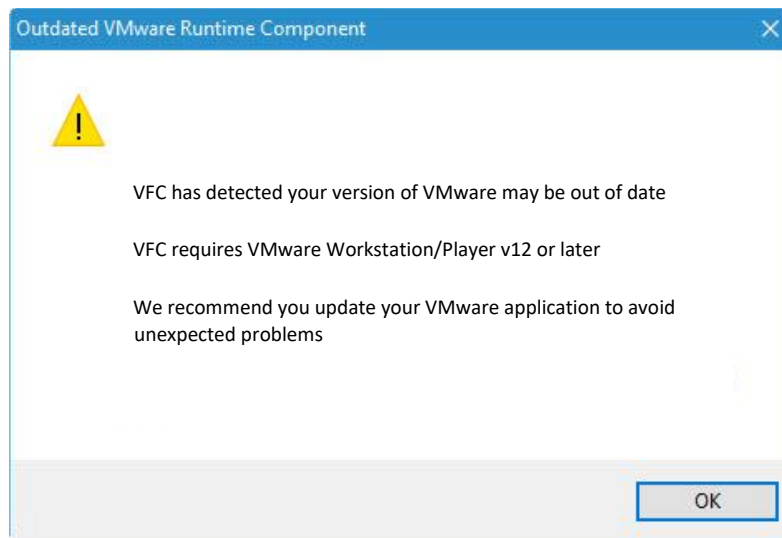 Outdated VMware Runtime Component
VFC has detected your version of VMware may be out of date
VFC requires VMware Workstation/Player v12 or later
We recommend you update your VMware application to avoid
unexpected problems
OK